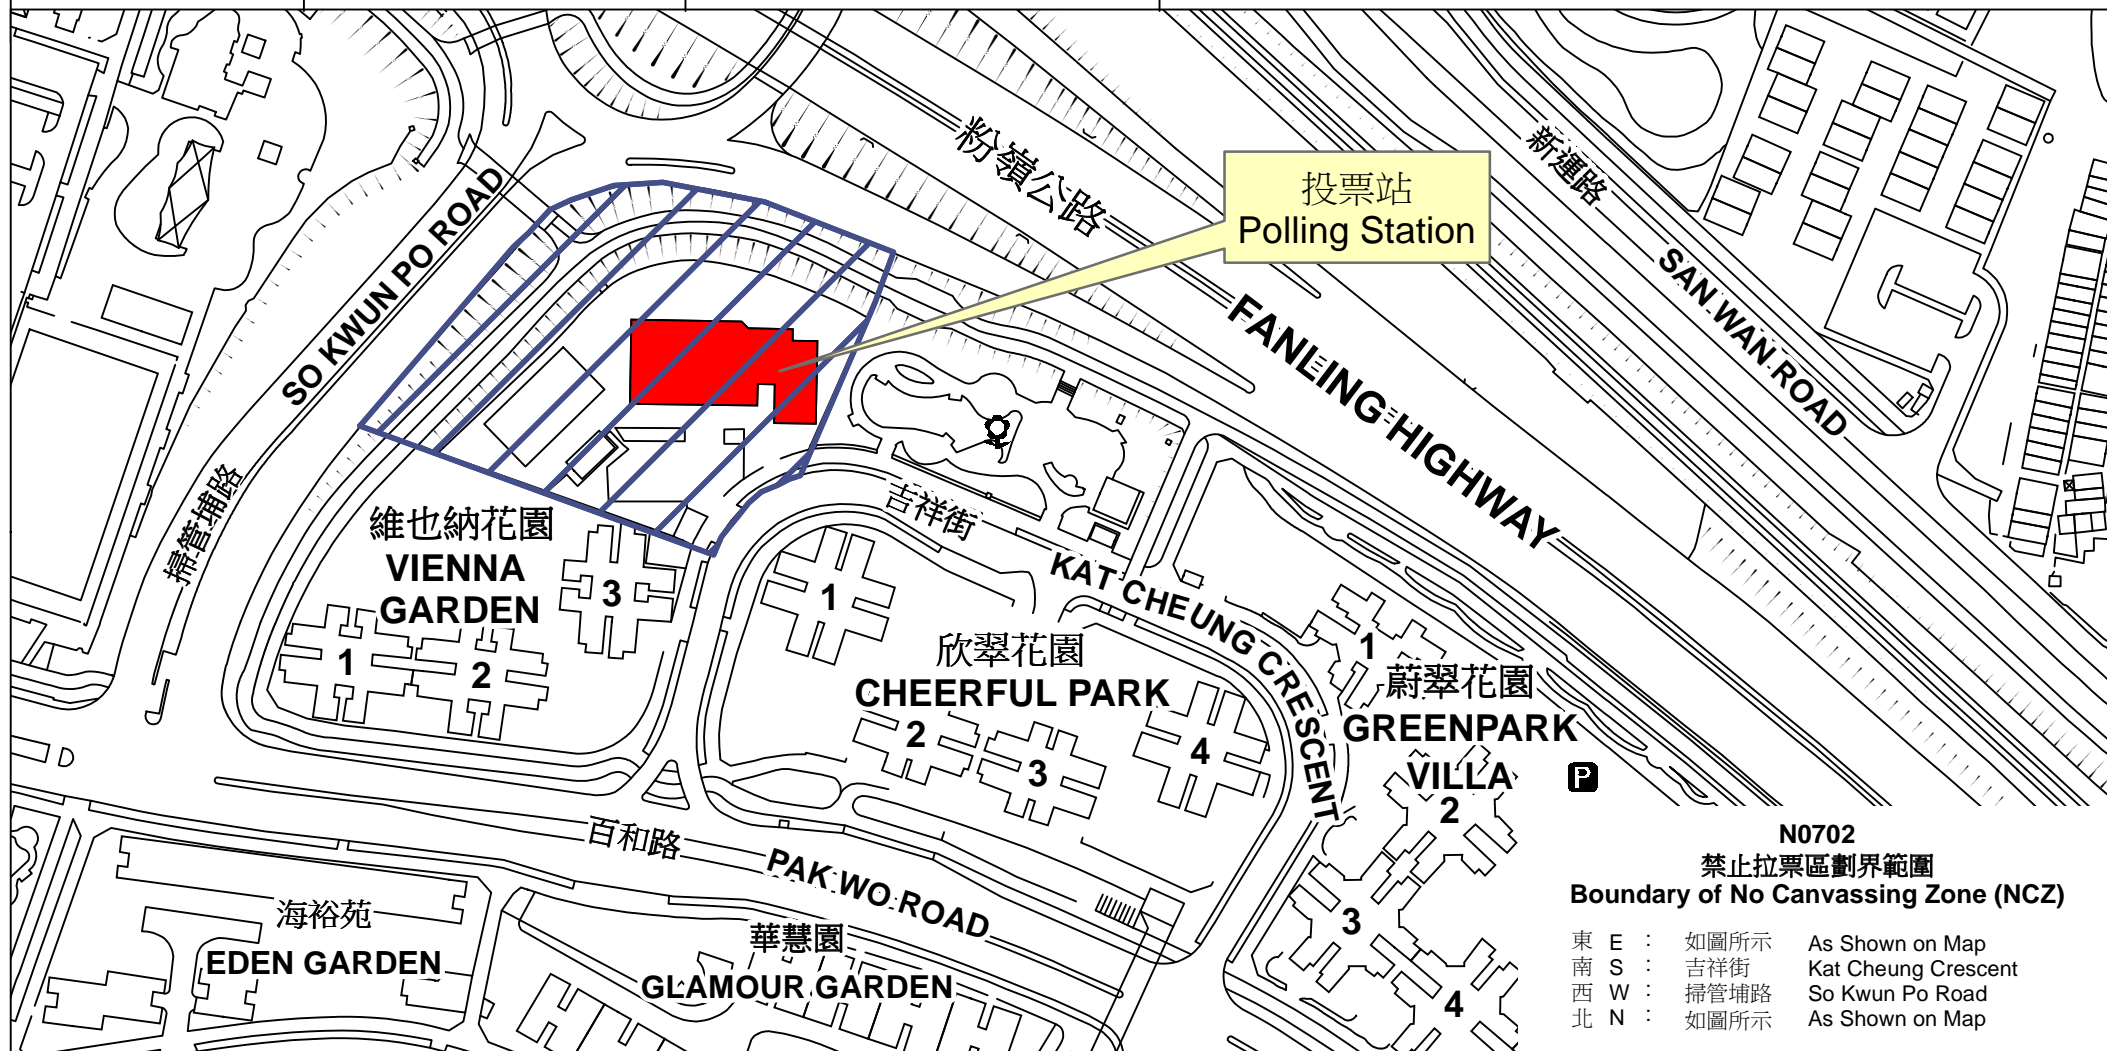 粉嶺公路
新運路
投票站
Polling Station
SO KWUN PO ROAD
SAN WAN ROAD
FANLING HIGHWAY
掃管埔路
吉祥街
維也納花園
VIENNA
GARDEN
3
1
2
KAT CHEUNG CRESCENT
1
欣翠花園
CHEERFUL PARK
2
3
4
1
蔚翠花園
GREENPARK
VILLA
2
3
4
P
百和路
PAK WO ROAD
海裕苑
EDEN GARDEN
華慧園
GLAMOUR GARDEN
N0702
禁止拉票區劃界範圍
Boundary of No Canvassing Zone (NCZ)
東 E : 如圖所示 As Shown on Map
南 S : 吉祥街 Kat Cheung Crescent
西 W : 掃管埔路 So Kwun Po Road
北 N : 如圖所示 As Shown on Map